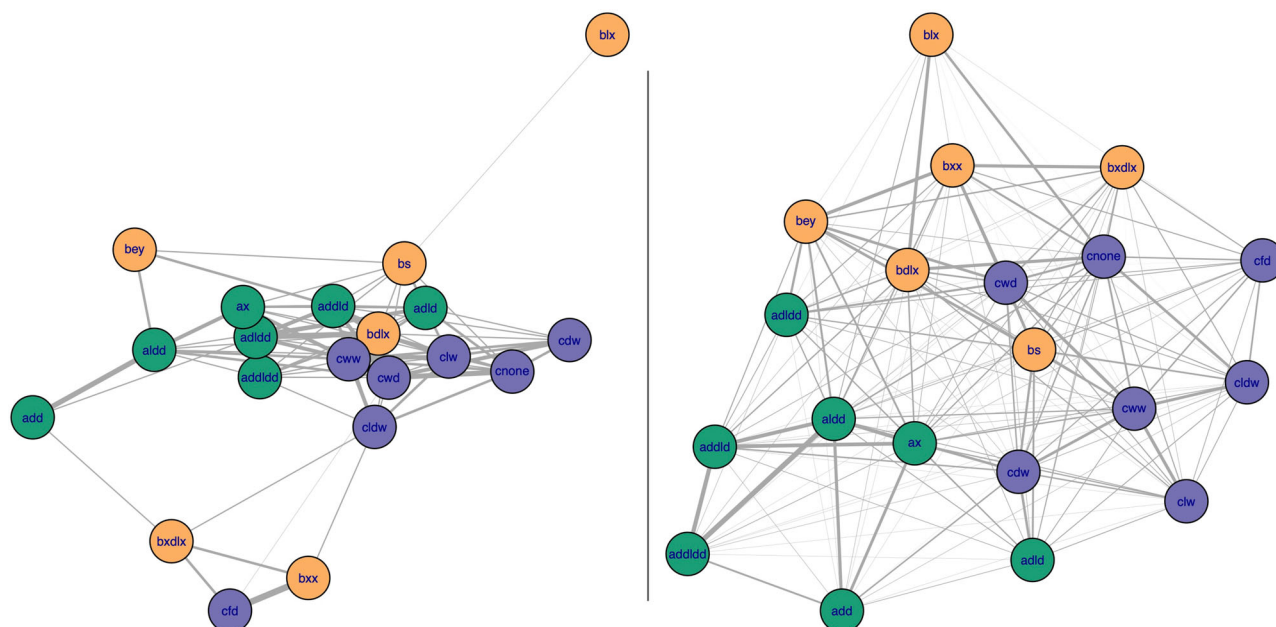 blx
bey
bs
ax
addld
adld
adldd
bdlx
aldd
cww
clw
cdw
addldd
cwd
cnone
add
cldw
bxdlx
bxx
cfd
blx
bxx
bxdlx
bey
cnone
cfd
bdlx
cwd
adldd
bs
cldw
cww
aldd
addld
ax
cdw
clw
addldd
adld
add